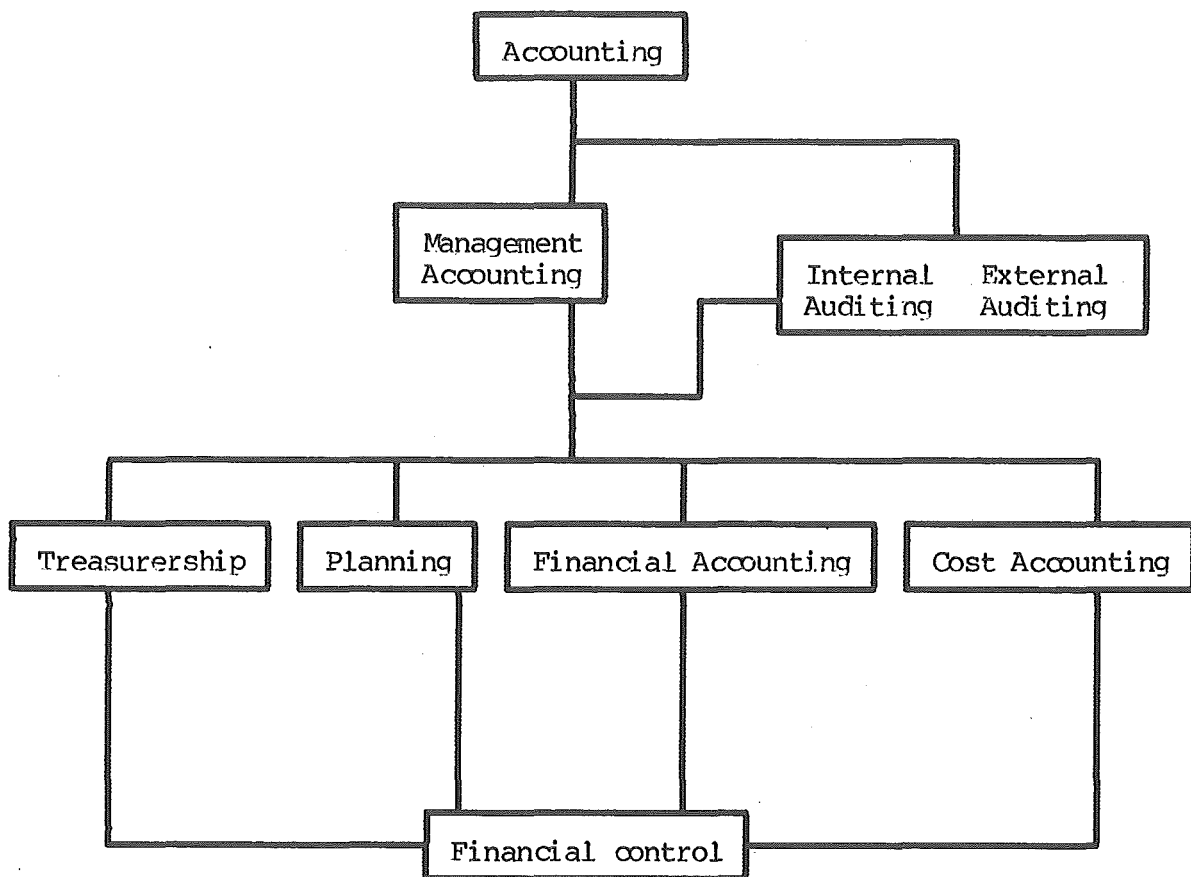 Accounting
Management
Accounting
Internal External
Auditing Auditing
Treasurership
Planning
Financial Accounting
Cost Accounting
Financial control